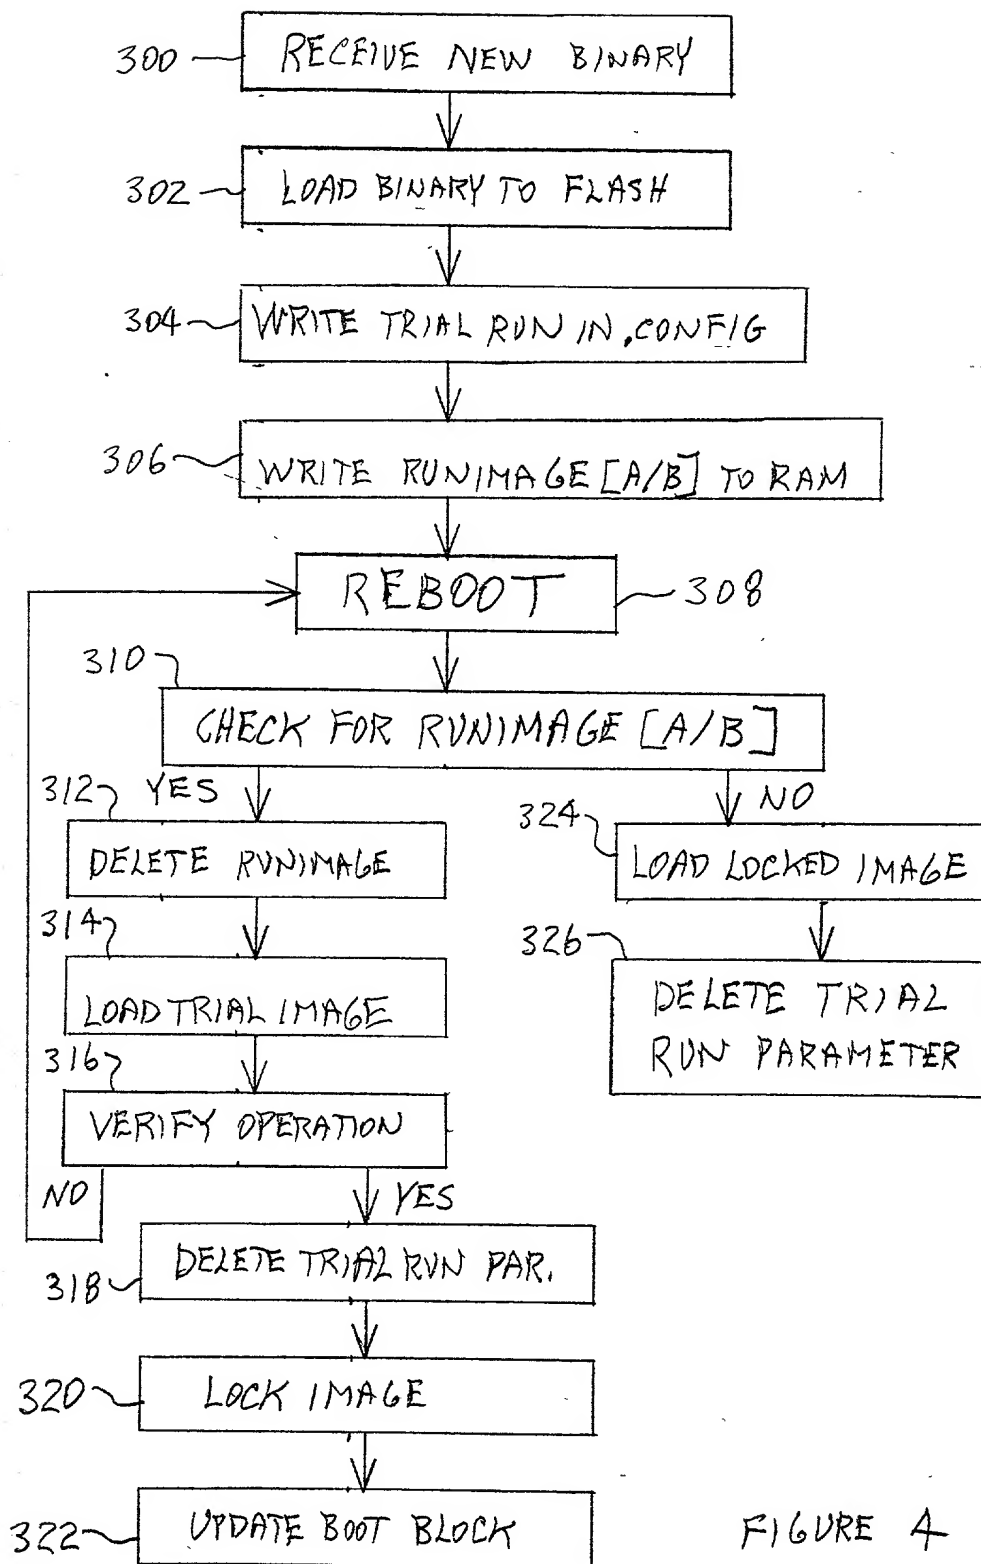 300 RECEIVE NEW BINARY
302 LOAD BINARY TO FLASH
304 WRITE TRIAL RUN IN .CONFIG
306 WRITE RUNIMAGE [A/B] TO RAM
REBOOT 308
310
CHECK FOR RUNIMAGE [A/B]
312 YES
NO
324
DELETE RUNIMAGE
LOAD LOCKED IMAGE
314
326
LOAD TRIAL IMAGE
DELETE TRIAL
RUN PARAMETER
316
VERIFY OPERATION
NO
YES
DELETE TRIAL RUN PAR.
318
320 LOCK IMAGE
322 UPDATE BOOT BLOCK
FIGURE 4